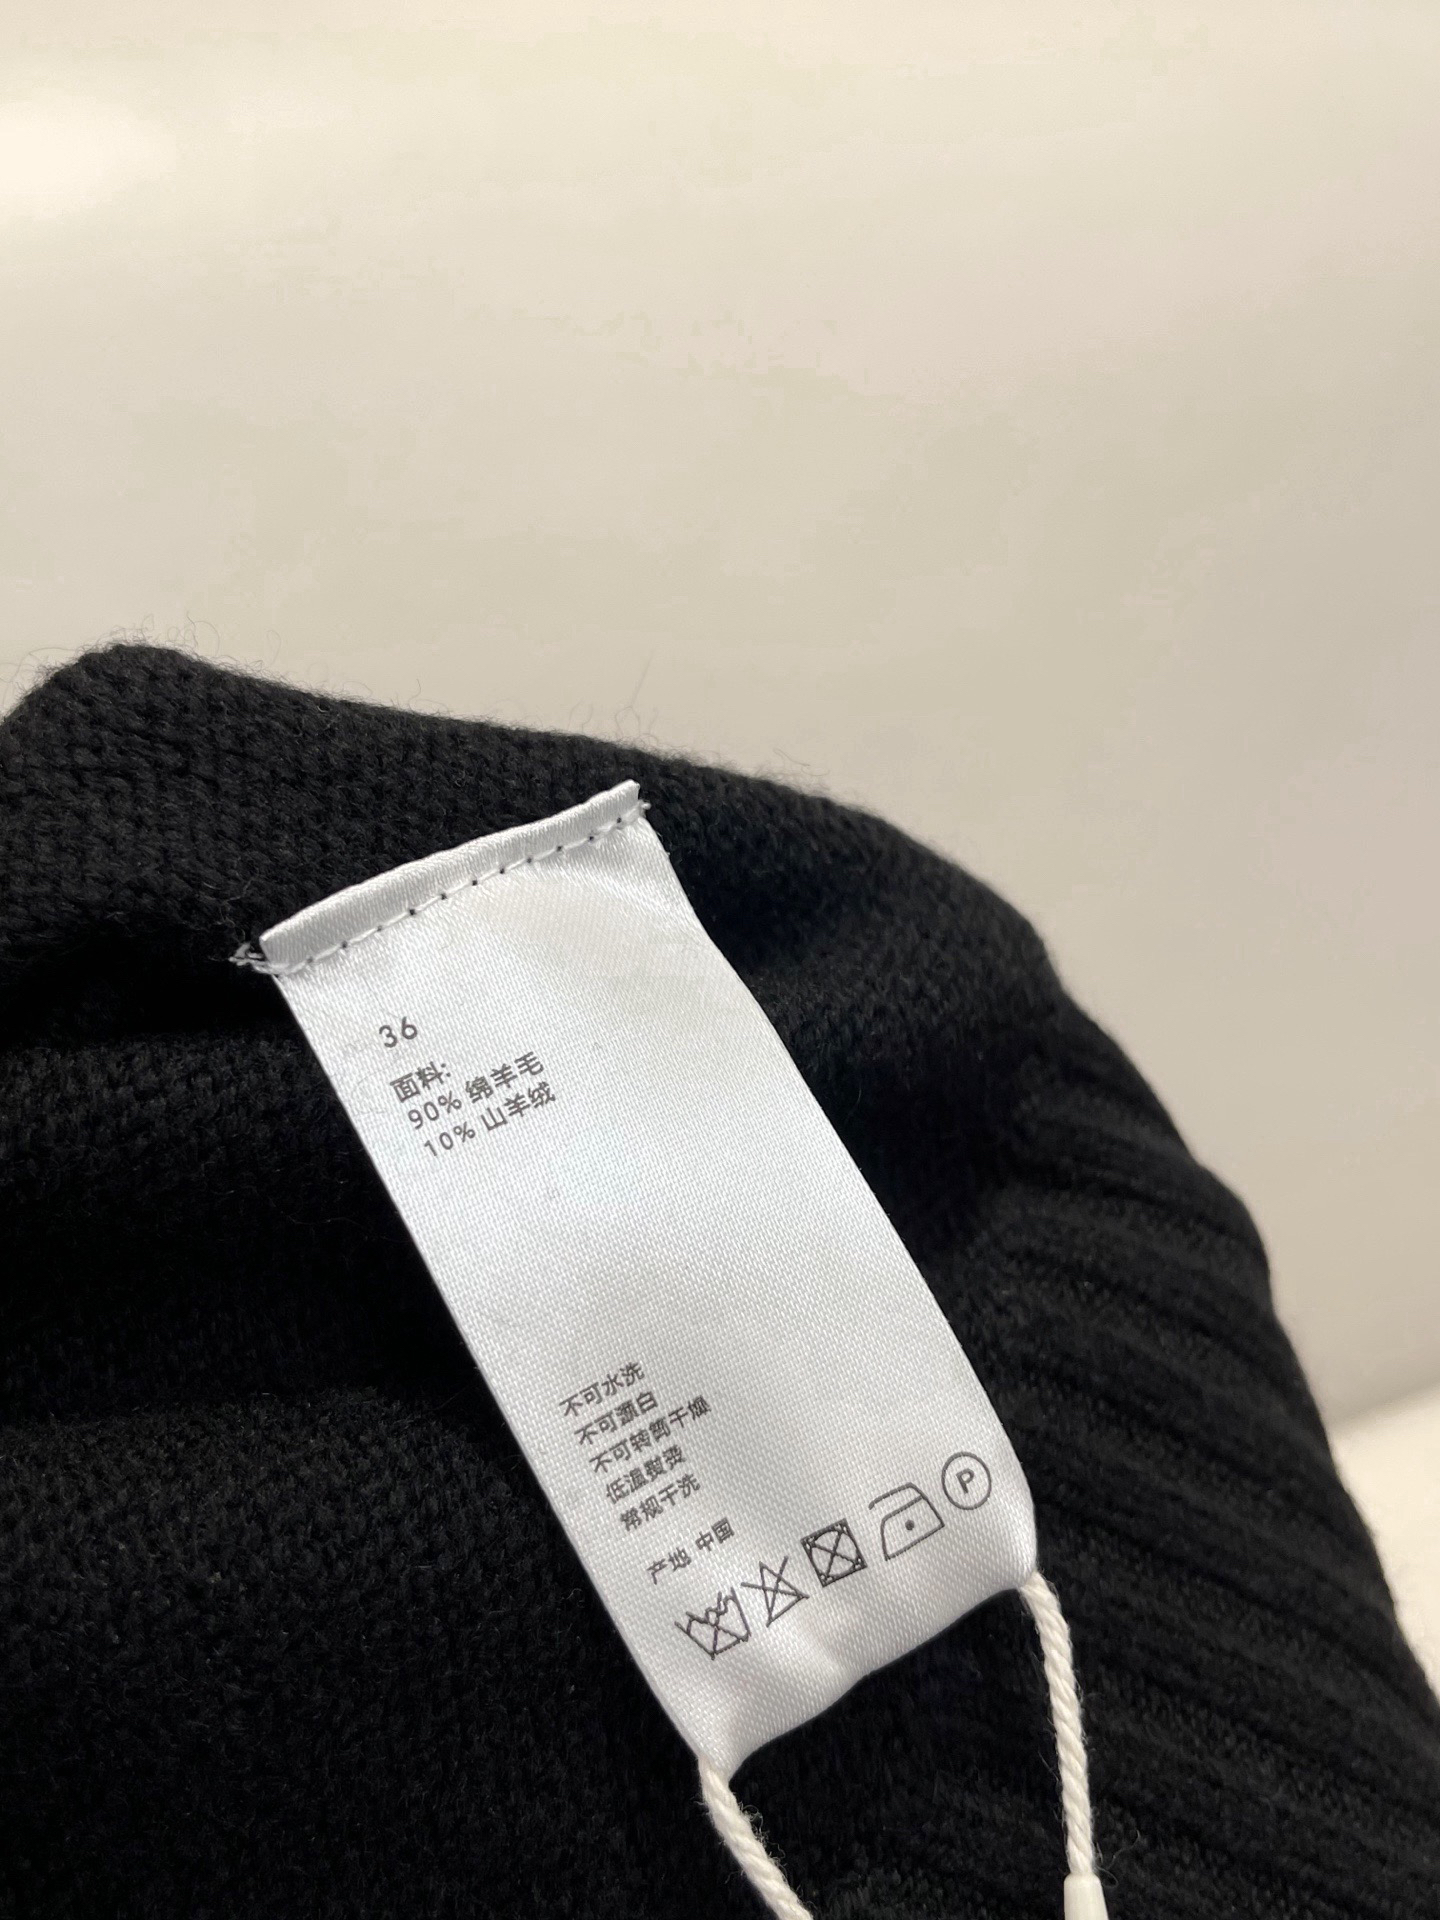 36
面料:
90% 绵羊毛
10% 山羊绒
不可水洗
不可漂白
不可转筒干燥
低温熨烫
常规干洗
产地 中国
P